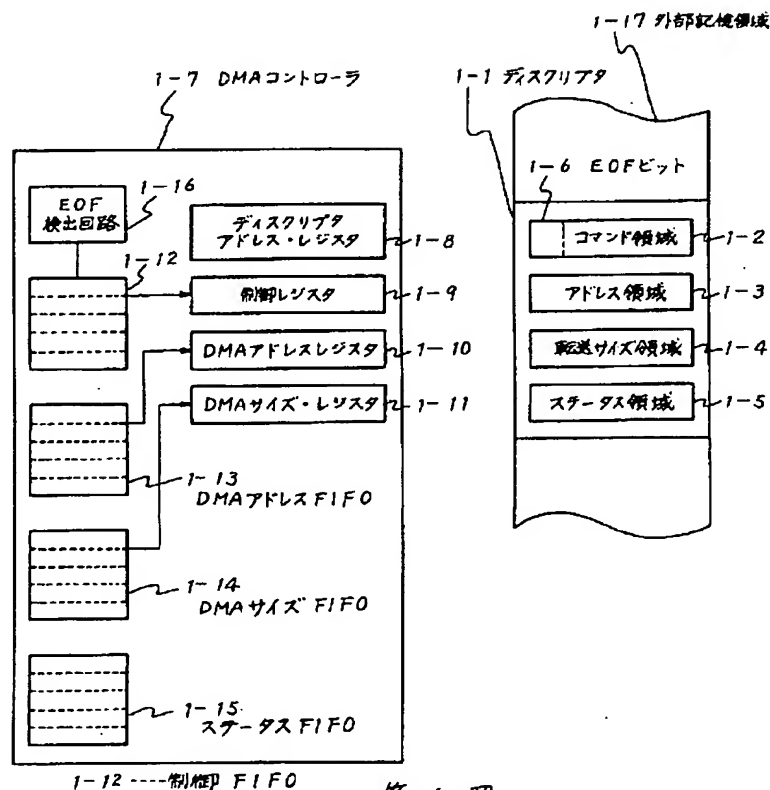 1-17 外部記憶領域
1-7 DMAコントローラ
1-1 ディスクリプタ
1-6 EOFビット
EOF
検出回路
1-16
ディスクリプタ
アドレス・レジスタ
1-8
コマンド領域
1-2
1-12
制御レジスタ
1-9
アドレス領域
1-3
DMAアドレスレジスタ
1-10
転送サイズ領域
1-4
DMAサイズ・レジスタ
1-11
ステータス領域
1-5
1-13
DMAアドレスFIFO
1-14
DMAサイズFIFO
1-15
ステータスFIFO
1-12 ----制御 FIFO